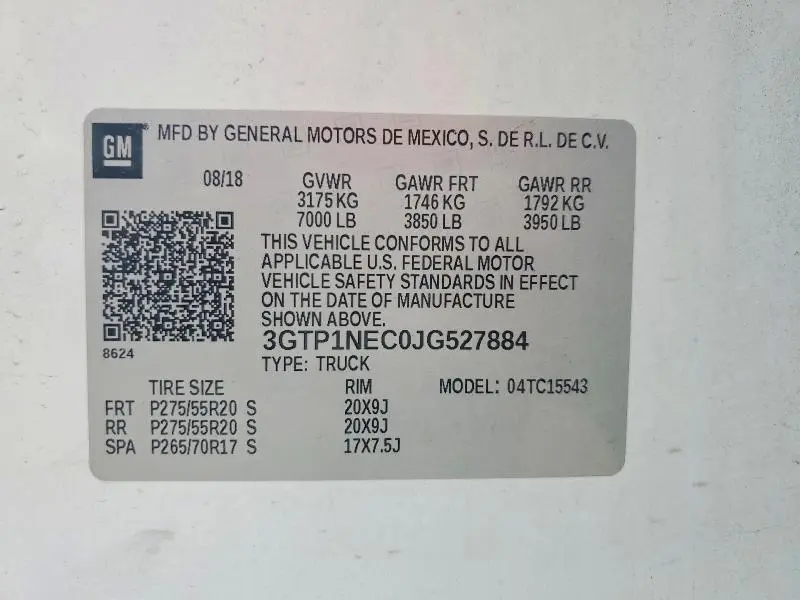 GM ® MFD BY GENERAL MOTORS DE MEXICO, S. DE R.L. DE C.V.
08/18 GVWR GAWR FRT GAWR RR
3175 KG 1746 KG 1792 KG
7000 LB 3850 LB 3950 LB
THIS VEHICLE CONFORMS TO ALL
APPLICABLE U.S. FEDERAL MOTOR
VEHICLE SAFETY STANDARDS IN EFFECT
ON THE DATE OF MANUFACTURE
SHOWN ABOVE.
3GTP1NEC0JG527884
8624
TYPE: TRUCK
TIRE SIZE RIM MODEL: 04TC15543
FRT P275/55R20 S 20X9J
RR P275/55R20 S 20X9J
SPA P265/70R17 S 17X7.5J